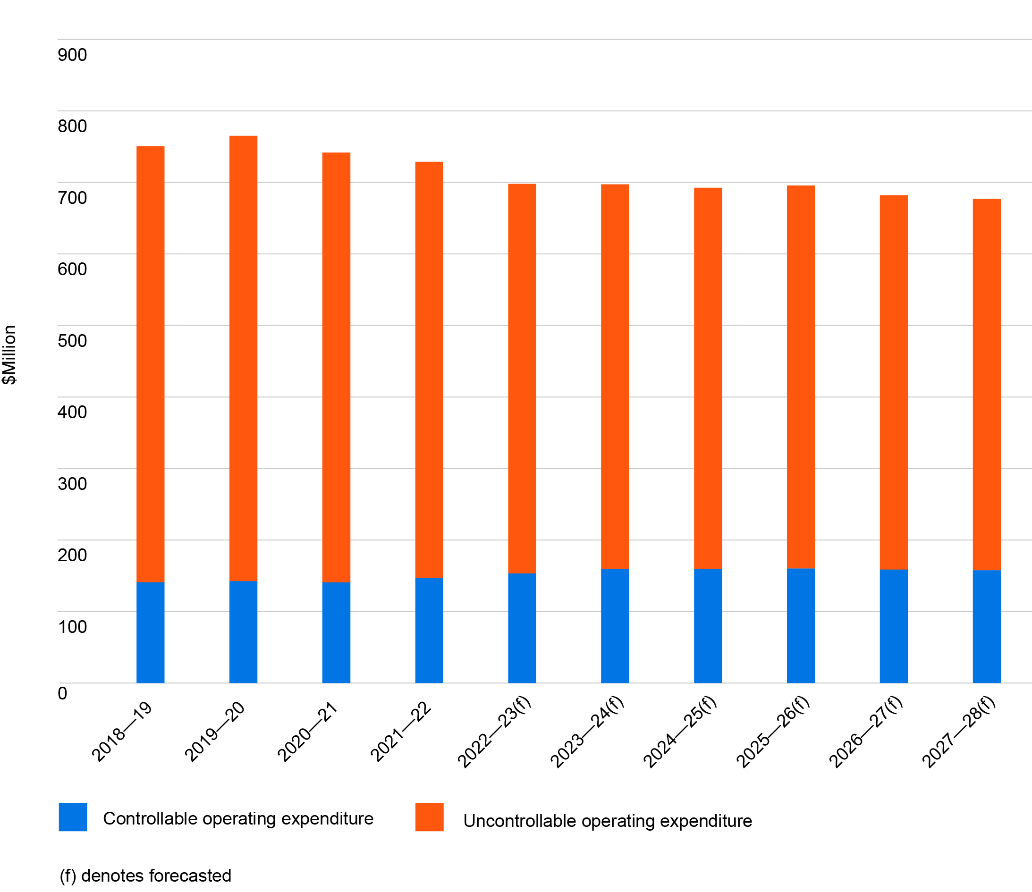 900
800
700
600
500
400
300
200
100
0
$Million
2018—19
2019—20
2020—21
2021—22
2022—23(f)
2023—24(f)
2024—25(f)
2025—26(f)
2026—27(f)
2027—28(f)
Controllable operating expenditure
Uncontrollable operating expenditure
(f) denotes forecasted